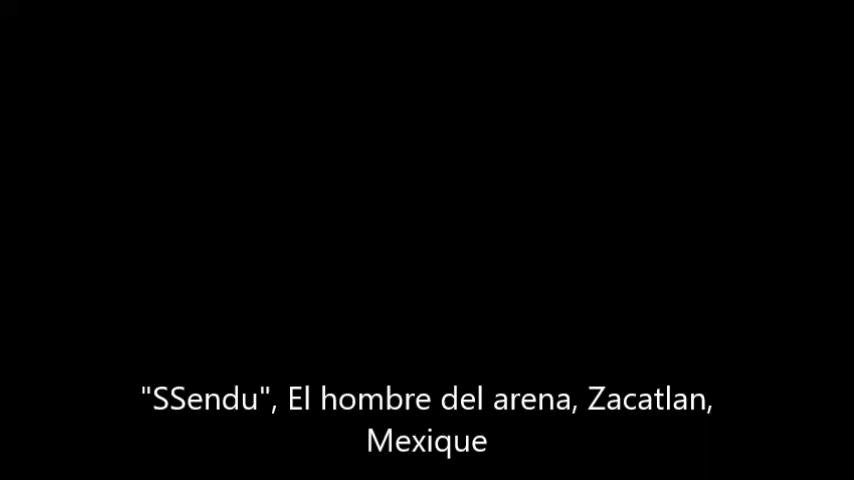 "SSendu", El hombre del arena, Zacatlan,
Mexique